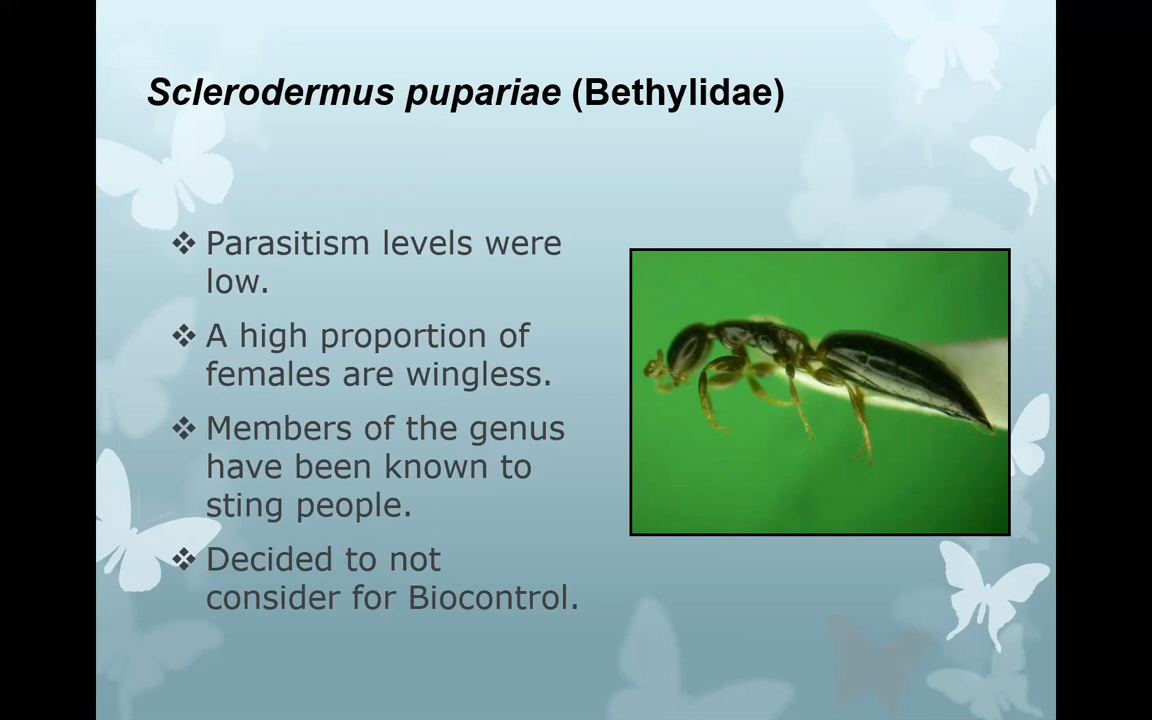 Sclerodermus pupariae (Bethylidae)
❖ Parasitism levels were
low.
❖ A high proportion of
females are wingless.
❖ Members of the genus
have been known to
sting people.
❖ Decided to not
consider for Biocontrol.